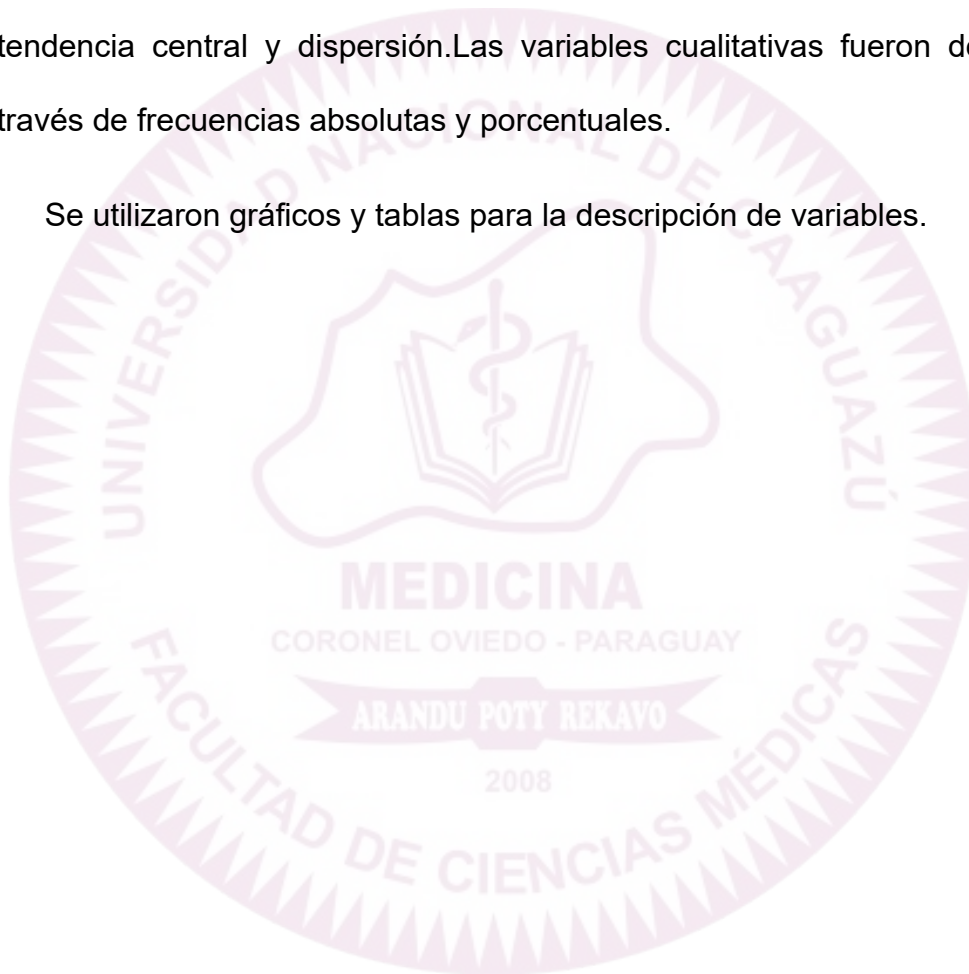 tendencia central y dispersión.Las variables cualitativas fueron
través de frecuencias absolutas y porcentuales.
Se utilizaron gráficos y tablas para la descripción de variables.
UNIVERSIDAD NACIONAL DE CAAGUAZÚ
MEDICINA
CORONEL OVIEDO - PARAGUAY
ARANDU POTY REKAVO
2008
FACULTAD DE CIENCIAS MÉDICAS